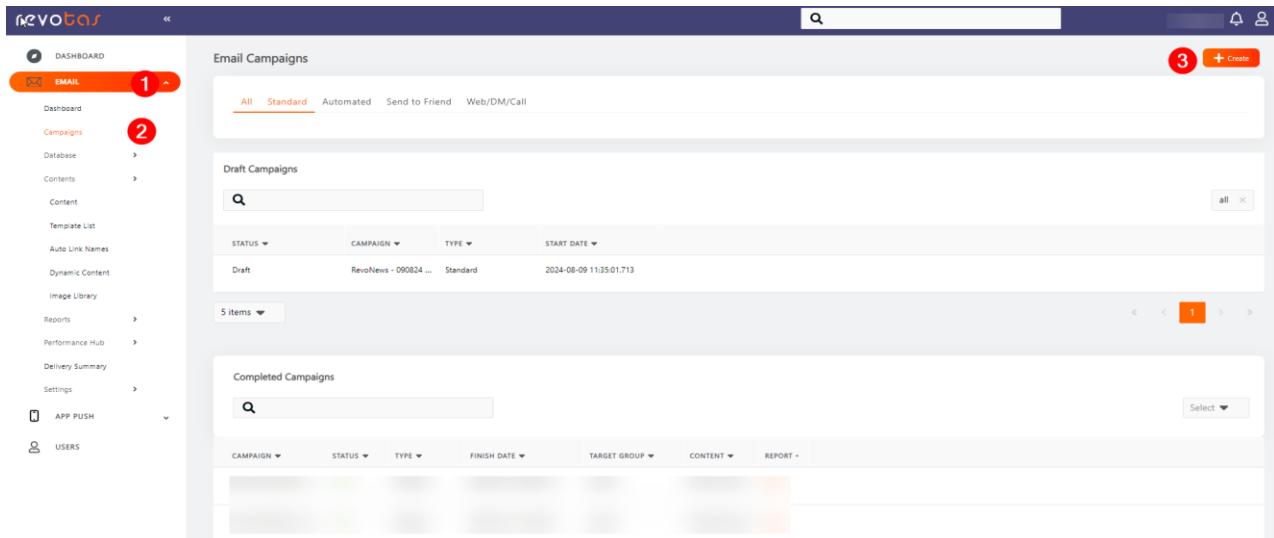 revotas «
DASHBOARD
EMAIL 1
Dashboard
Campaigns 2
Database >
Contents >
Content
Template List
Auto Link Names
Dynamic Content
Image Library
Reports >
Performance Hub >
Delivery Summary
Settings >
APP PUSH
USERS
Email Campaigns
3 + Create
All Standard Automated Send to Friend Web/DM/Call
Draft Campaigns
all ×
STATUS CAMPAIGN TYPE START DATE
Draft RevoNews - 090824 ... Standard 2024-08-09 11:35:01.713
5 items « < 1 > »
Completed Campaigns
Select
CAMPAIGN STATUS TYPE FINISH DATE TARGET GROUP CONTENT REPORT